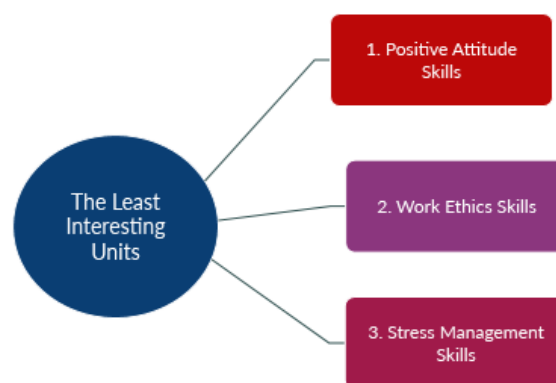 The Least
Interesting
Units
1. Positive Attitude
Skills
2. Work Ethics Skills
3. Stress Management
Skills